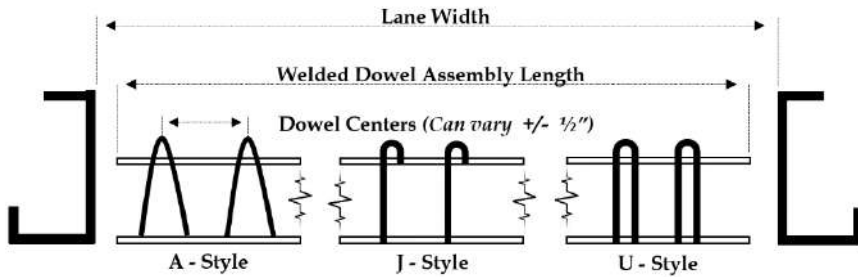 Lane Width
Welded Dowel Assembly Length
Dowel Centers (Can vary +/- ½")
A - Style
J - Style
U - Style